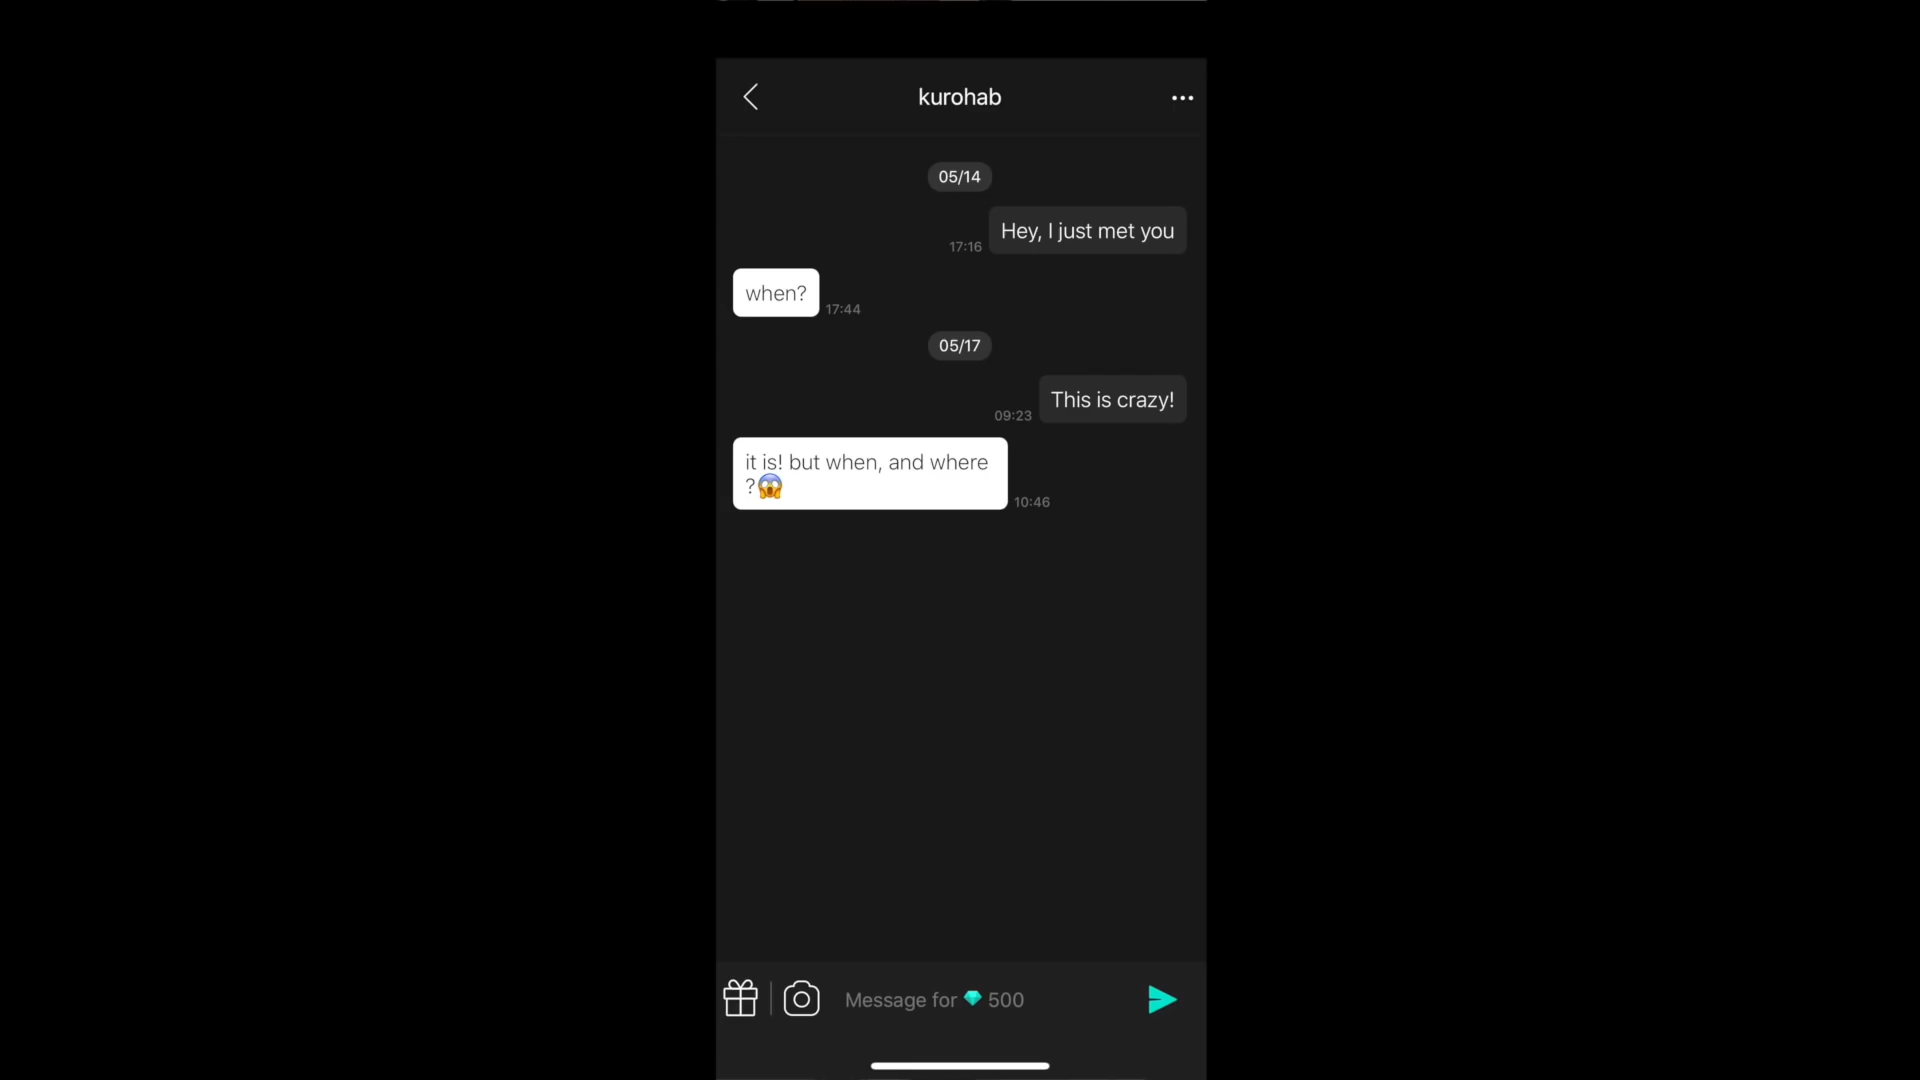 kurohab
05/14
Hey, I just met you
17:16
when?
17:44
05/17
This is crazy!
09:23
it is! but when, and where
?😱
10:46
Message for 500